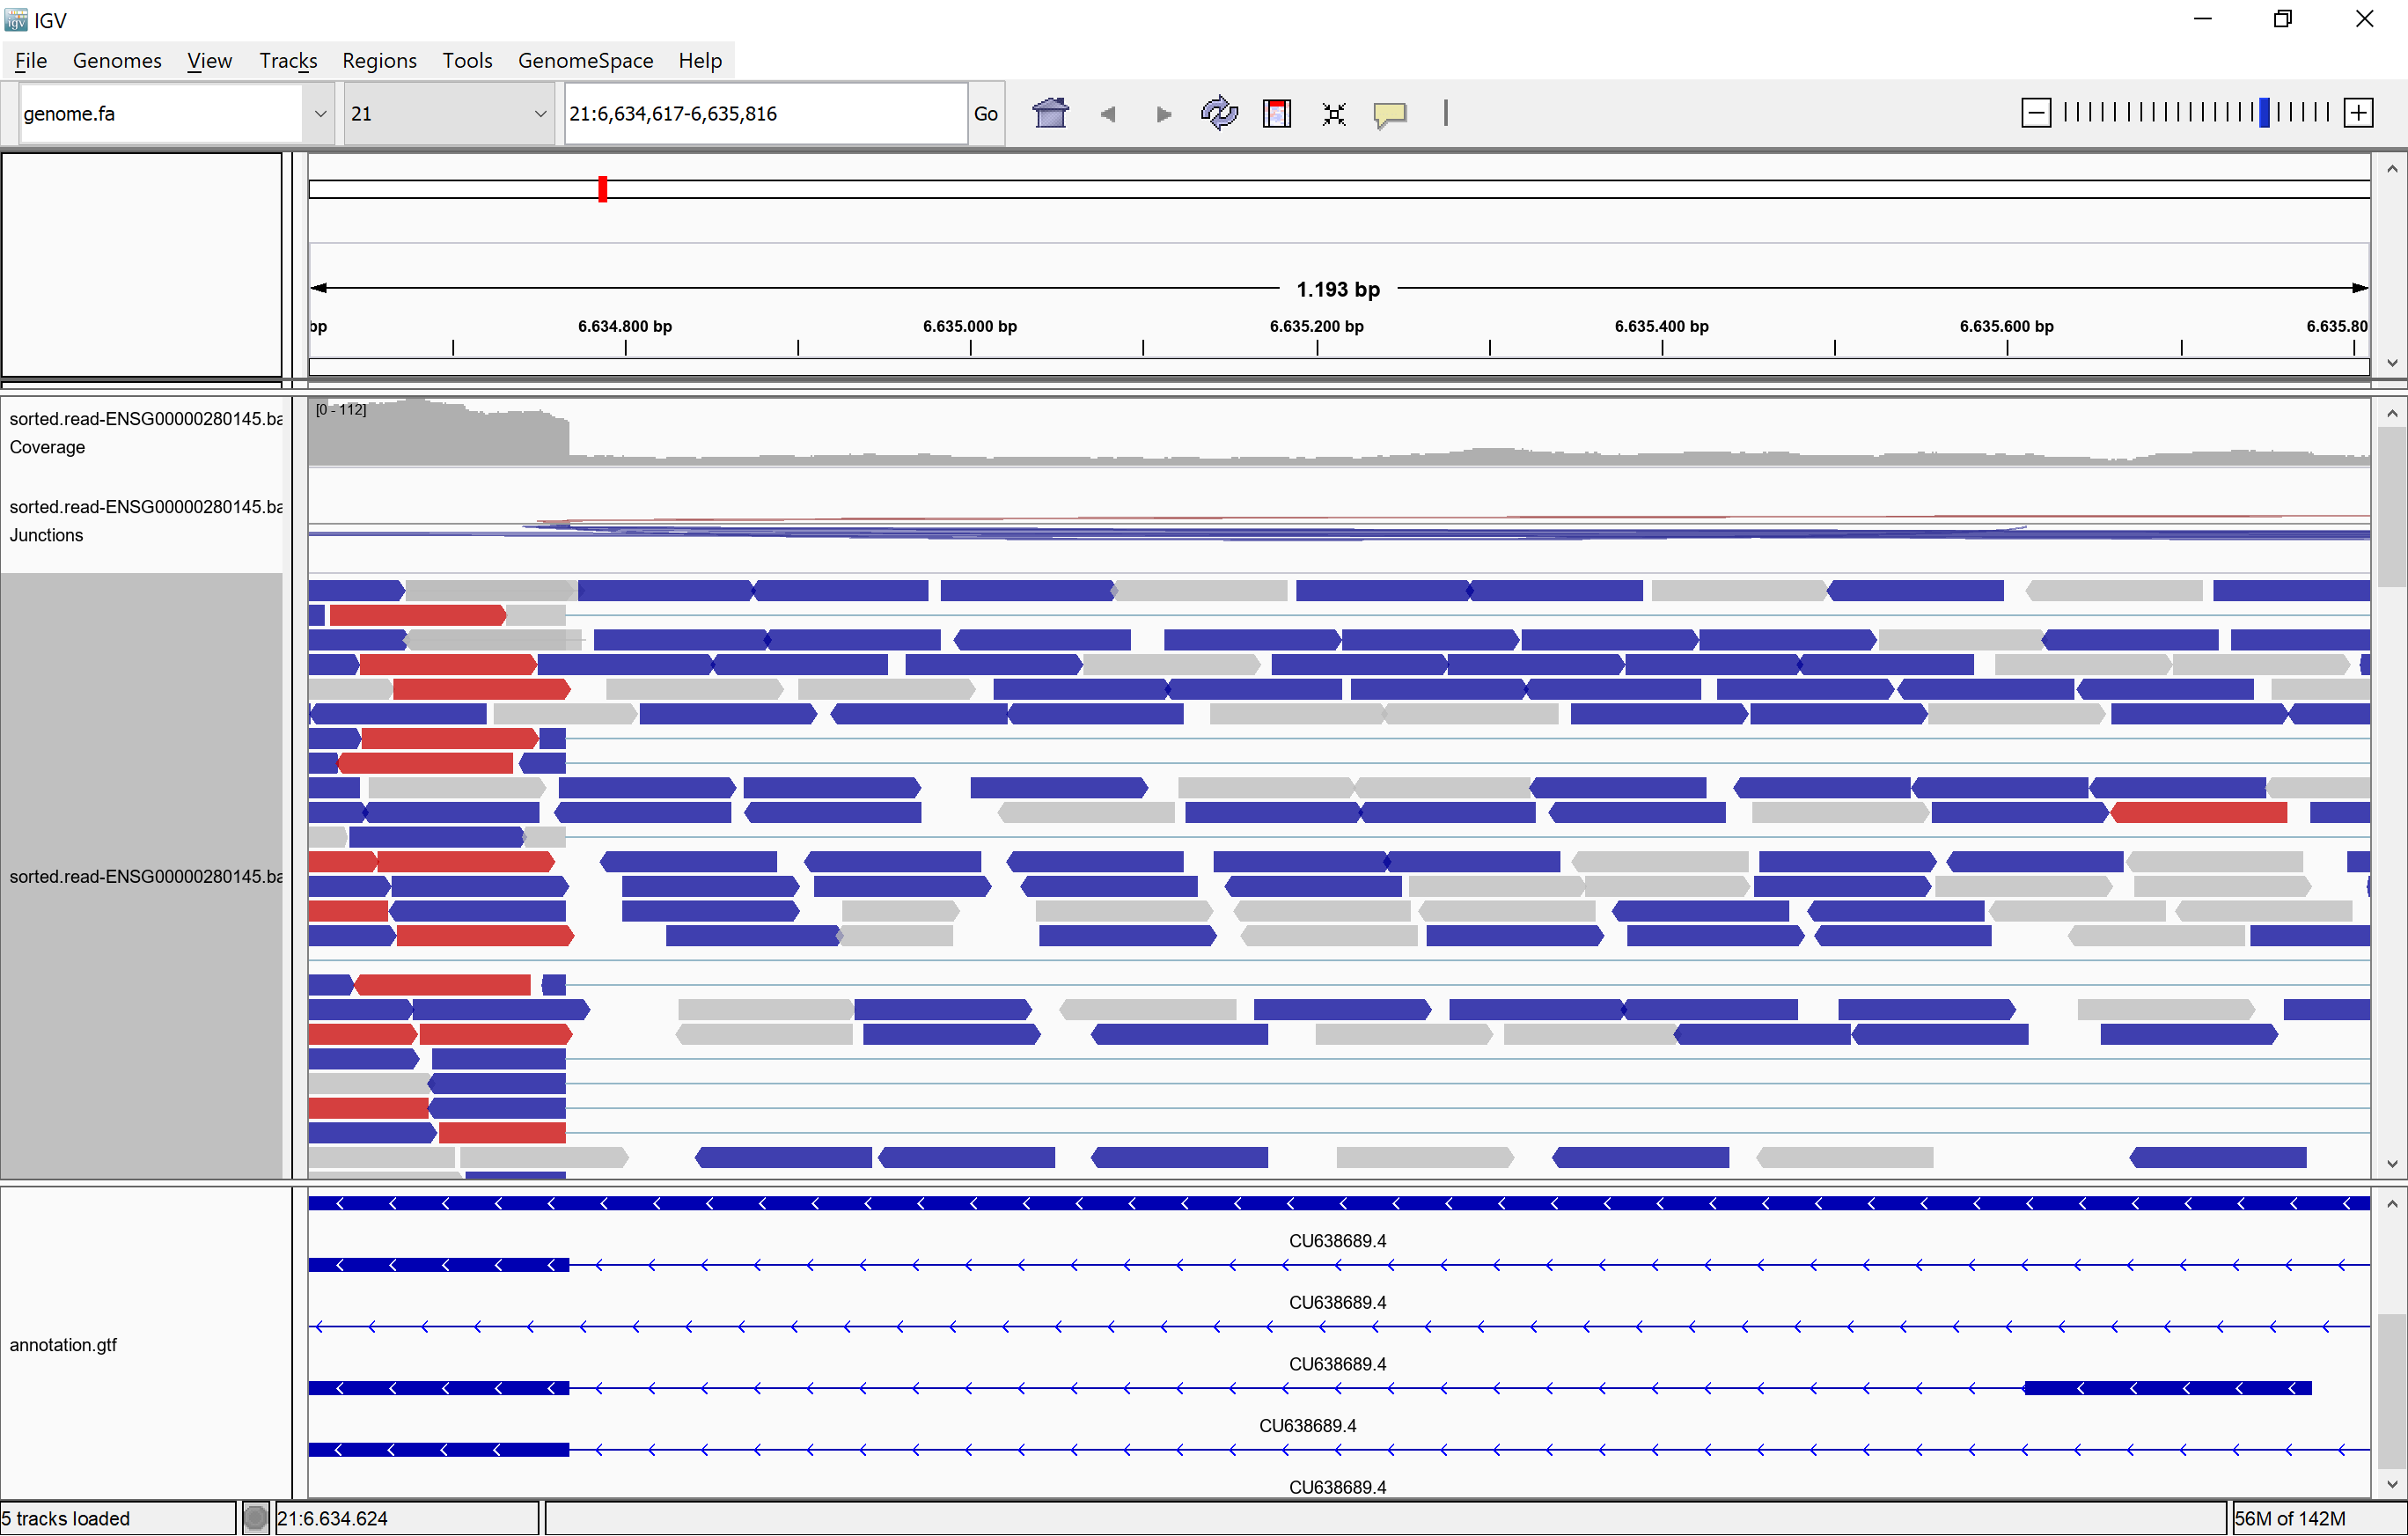 IGV
File Genomes View Tracks Regions Tools GenomeSpace Help
genome.fa 21 21:6,634,617-6,635,816 Go
1.193 bp
bp 6.634.800 bp 6.635.000 bp 6.635.200 bp 6.635.400 bp 6.635.600 bp 6.635.80
[0 - 112]
sorted.read-ENSG00000280145.ba
Coverage
sorted.read-ENSG00000280145.ba
Junctions
sorted.read-ENSG00000280145.ba
CU638689.4
CU638689.4
annotation.gtf
CU638689.4
CU638689.4
CU638689.4
5 tracks loaded 21:6.634.624 56M of 142M